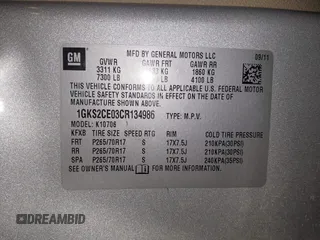 GM
MFD BY GENERAL MOTORS LLC
09/11
GVWR GAWR FRT GAWR RR
3311 KG KG 1860 KG
7300 LB LB 4100 LB
THIS VEHICLE CONFORMS TO ALL APPLICABLE U.S. FEDERAL
MOTOR VEHICLE SAFETY STANDARDS IN EFFECT ON THE DATE OF
MANUFACTURE SHOWN ABOVE.
1GKS2CE03CR134986 TYPE: M.P.V.
MODEL: K10706
KFXB TIRE SIZE SPEED RTG RIM COLD TIRE PRESSURE
FRT P265/70R17 S 17X7.5J 210KPA(30PSI)
RR P265/70R17 S 17X7.5J 210KPA(30PSI)
SPA P265/70R17 S 17X7.5J 240KPA(35PSI)
SEE OWNER'S MANUAL FOR MORE INFORMATION.
DREAMBID